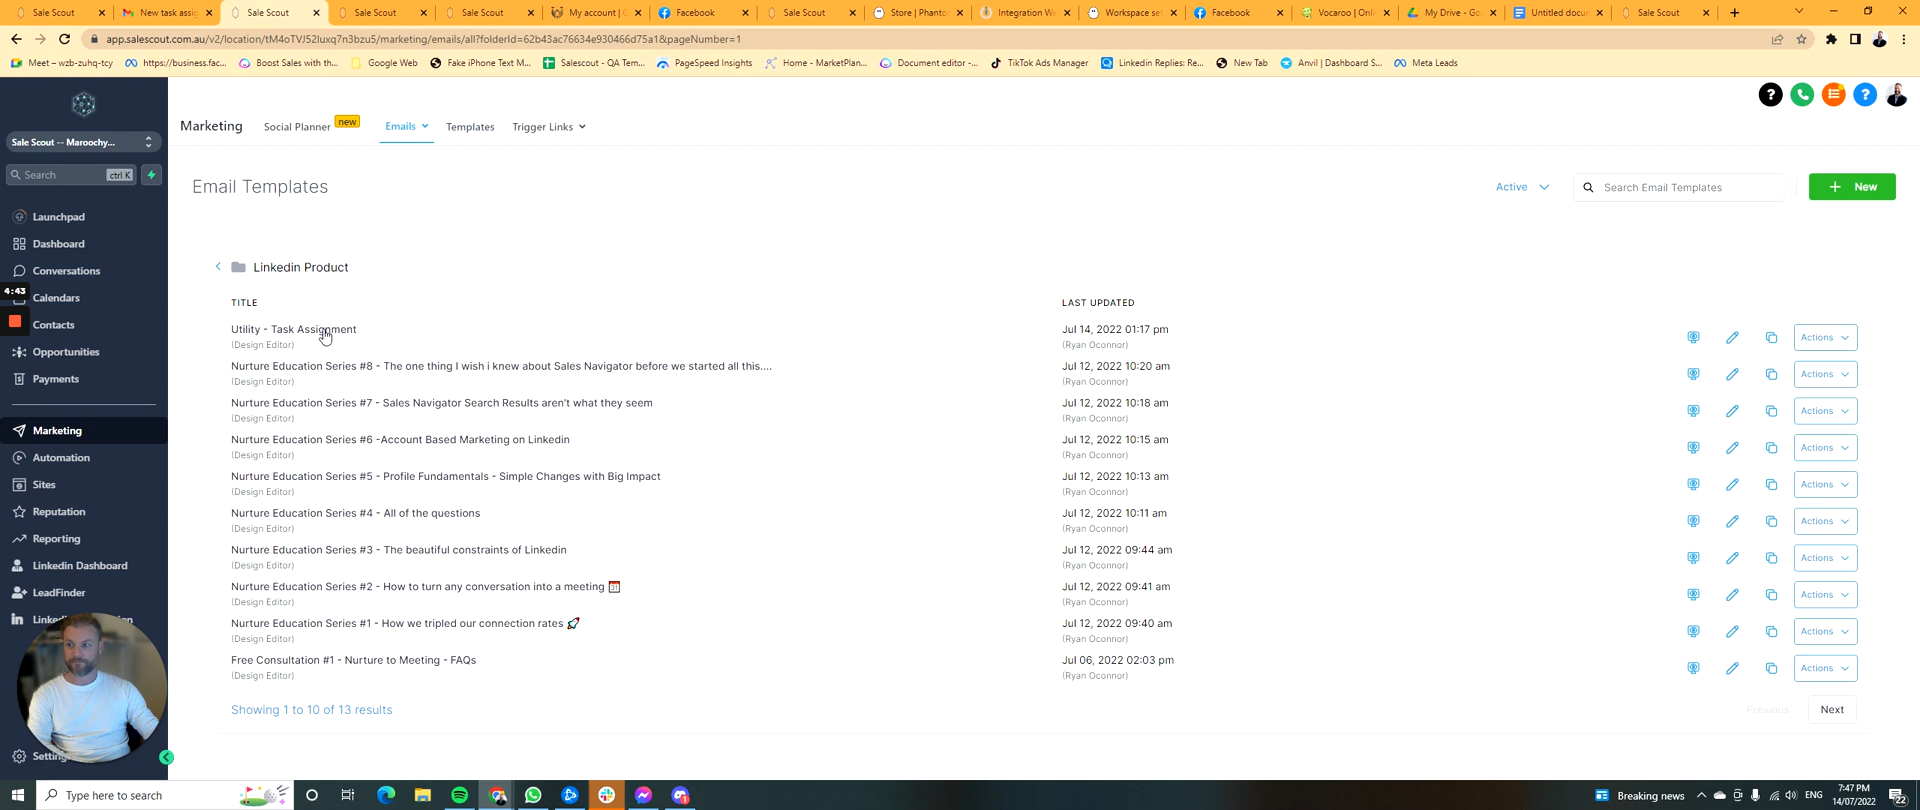 Sale Scout
New task assig
Sale Scout
Sale Scout
Sale Scout
My account | C
Facebook
Sale Scout
Store | Phanto
Integration We
Workspace se
Facebook
Vocaroo | Onl
My Drive - Go
Untitled docu
Sale Scout
app.salescout.com.au/v2/location/tM4oTVJ52luxq7n3bzu5/marketing/emails/all?folderId=62b43ac76634e930466d75a1&pageNumber=1
Meet – wzb-zuhq-tcy
https://business.fac...
Boost Sales with th...
Google Web
Fake iPhone Text M...
Salescout - QA Tem...
PageSpeed Insights
Home - MarketPlan...
Document editor -...
TikTok Ads Manager
Linkedin Replies: Re...
New Tab
Anvil | Dashboard S...
Meta Leads
Sale Scout -- Maroochy...
Search ctrl K
Launchpad
Dashboard
Conversations
4:43
Calendars
Contacts
Opportunities
Payments
Marketing
Automation
Sites
Reputation
Reporting
Linkedin Dashboard
LeadFinder
Marketing
Social Planner new
Emails
Templates
Trigger Links
Email Templates
Active
Search Email Templates
+ New
Linkedin Product
TITLE LAST UPDATED
Utility - Task Assignment Jul 14, 2022 01:17 pm Actions
(Design Editor) (Ryan Oconnor)
Nurture Education Series #8 - The one thing I wish i knew about Sales Navigator before we started all this.... Jul 12, 2022 10:20 am Actions
(Design Editor) (Ryan Oconnor)
Nurture Education Series #7 - Sales Navigator Search Results aren't what they seem Jul 12, 2022 10:18 am Actions
(Design Editor) (Ryan Oconnor)
Nurture Education Series #6 -Account Based Marketing on Linkedin Jul 12, 2022 10:15 am Actions
(Design Editor) (Ryan Oconnor)
Nurture Education Series #5 - Profile Fundamentals - Simple Changes with Big Impact Jul 12, 2022 10:13 am Actions
(Design Editor) (Ryan Oconnor)
Nurture Education Series #4 - All of the questions Jul 12, 2022 10:11 am Actions
(Design Editor) (Ryan Oconnor)
Nurture Education Series #3 - The beautiful constraints of Linkedin Jul 12, 2022 09:44 am Actions
(Design Editor) (Ryan Oconnor)
Nurture Education Series #2 - How to turn any conversation into a meeting 📅 Jul 12, 2022 09:41 am Actions
(Design Editor) (Ryan Oconnor)
Nurture Education Series #1 - How we tripled our connection rates 🚀 Jul 12, 2022 09:40 am Actions
(Design Editor) (Ryan Oconnor)
Free Consultation #1 - Nurture to Meeting - FAQs Jul 06, 2022 02:03 pm Actions
(Design Editor) (Ryan Oconnor)
Showing 1 to 10 of 13 results
Previous Next
Type here to search
Breaking news
ENG
7:47 PM
14/07/2022
22